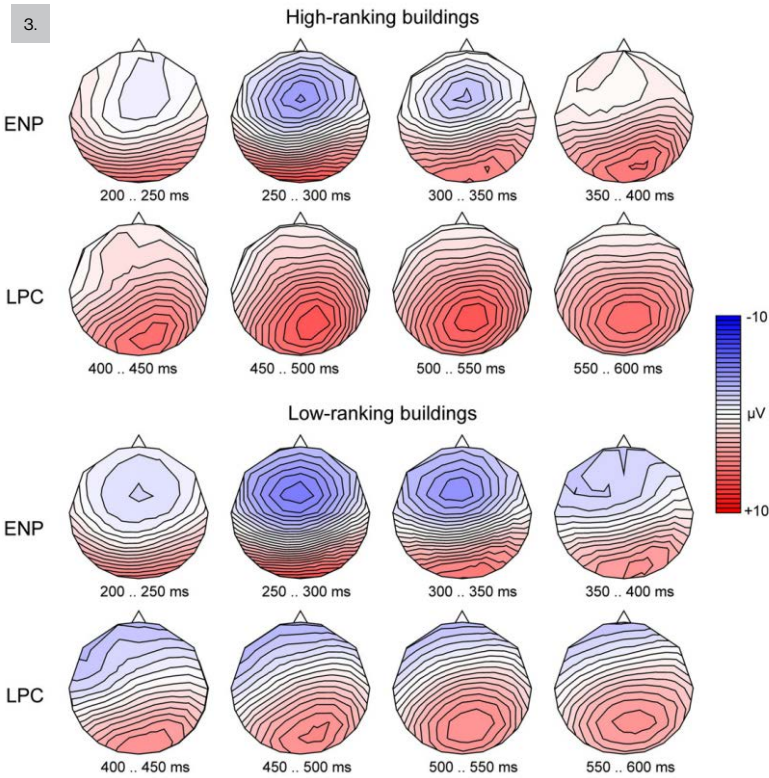 3.
High-ranking buildings
ENP
200 .. 250 ms
250 .. 300 ms
300 .. 350 ms
350 .. 400 ms
LPC
400 .. 450 ms
450 .. 500 ms
500 .. 550 ms
550 .. 600 ms
-10
µV
+10
Low-ranking buildings
ENP
200 .. 250 ms
250 .. 300 ms
300 .. 350 ms
350 .. 400 ms
LPC
400 .. 450 ms
450 .. 500 ms
500 .. 550 ms
550 .. 600 ms